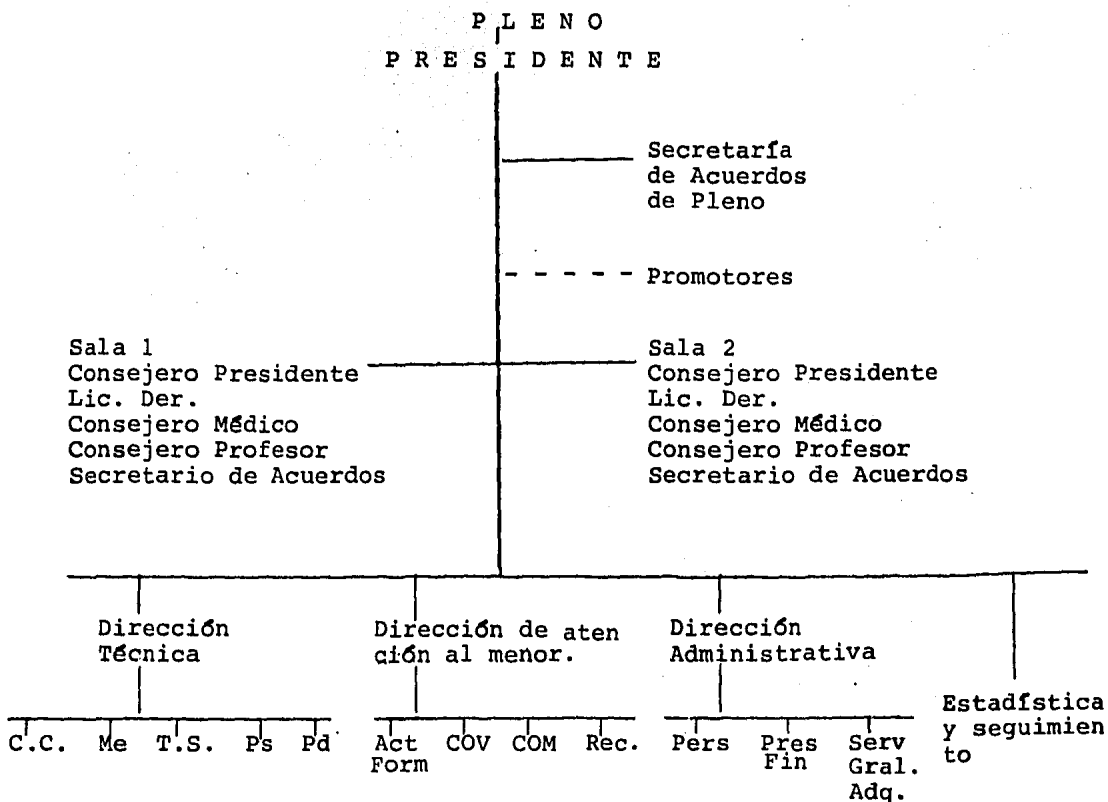 P L E N O
P R E S I D E N T E
Secretaría
de Acuerdos
de Pleno
Promotores
Sala 1
Consejero Presidente
Lic. Der.
Consejero Médico
Consejero Profesor
Secretario de Acuerdos
Sala 2
Consejero Presidente
Lic. Der.
Consejero Médico
Consejero Profesor
Secretario de Acuerdos
Dirección
Técnica
Dirección de aten
ción al menor.
Dirección
Administrativa
Estadística
y seguimien
to
C.C. Me T.S. Ps Pd
Act COV COM Rec.
Form
Pers Pres Serv
Fin Gral.
Adq.